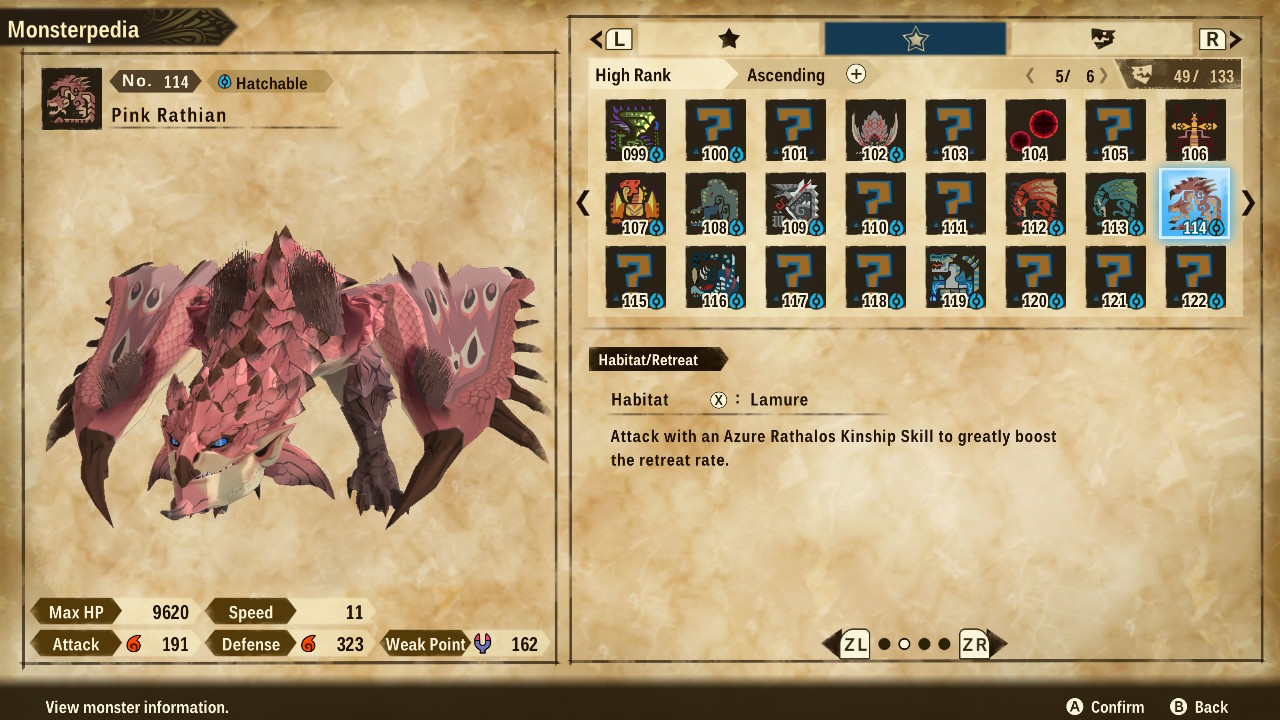 Monsterpedia
No. 114
Hatchable
Pink Rathian
Max HP 9620
Speed 11
Attack 191
Defense 323
Weak Point 162
L
R
High Rank
Ascending
5/ 6
49/ 133
099 100 101 102 103 104 105 106
107 108 109 110 111 112 113 114
115 116 117 118 119 120 121 122
Habitat/Retreat
Habitat X : Lamure
Attack with an Azure Rathalos Kinship Skill to greatly boost
the retreat rate.
ZL ZR
View monster information.
A Confirm B Back